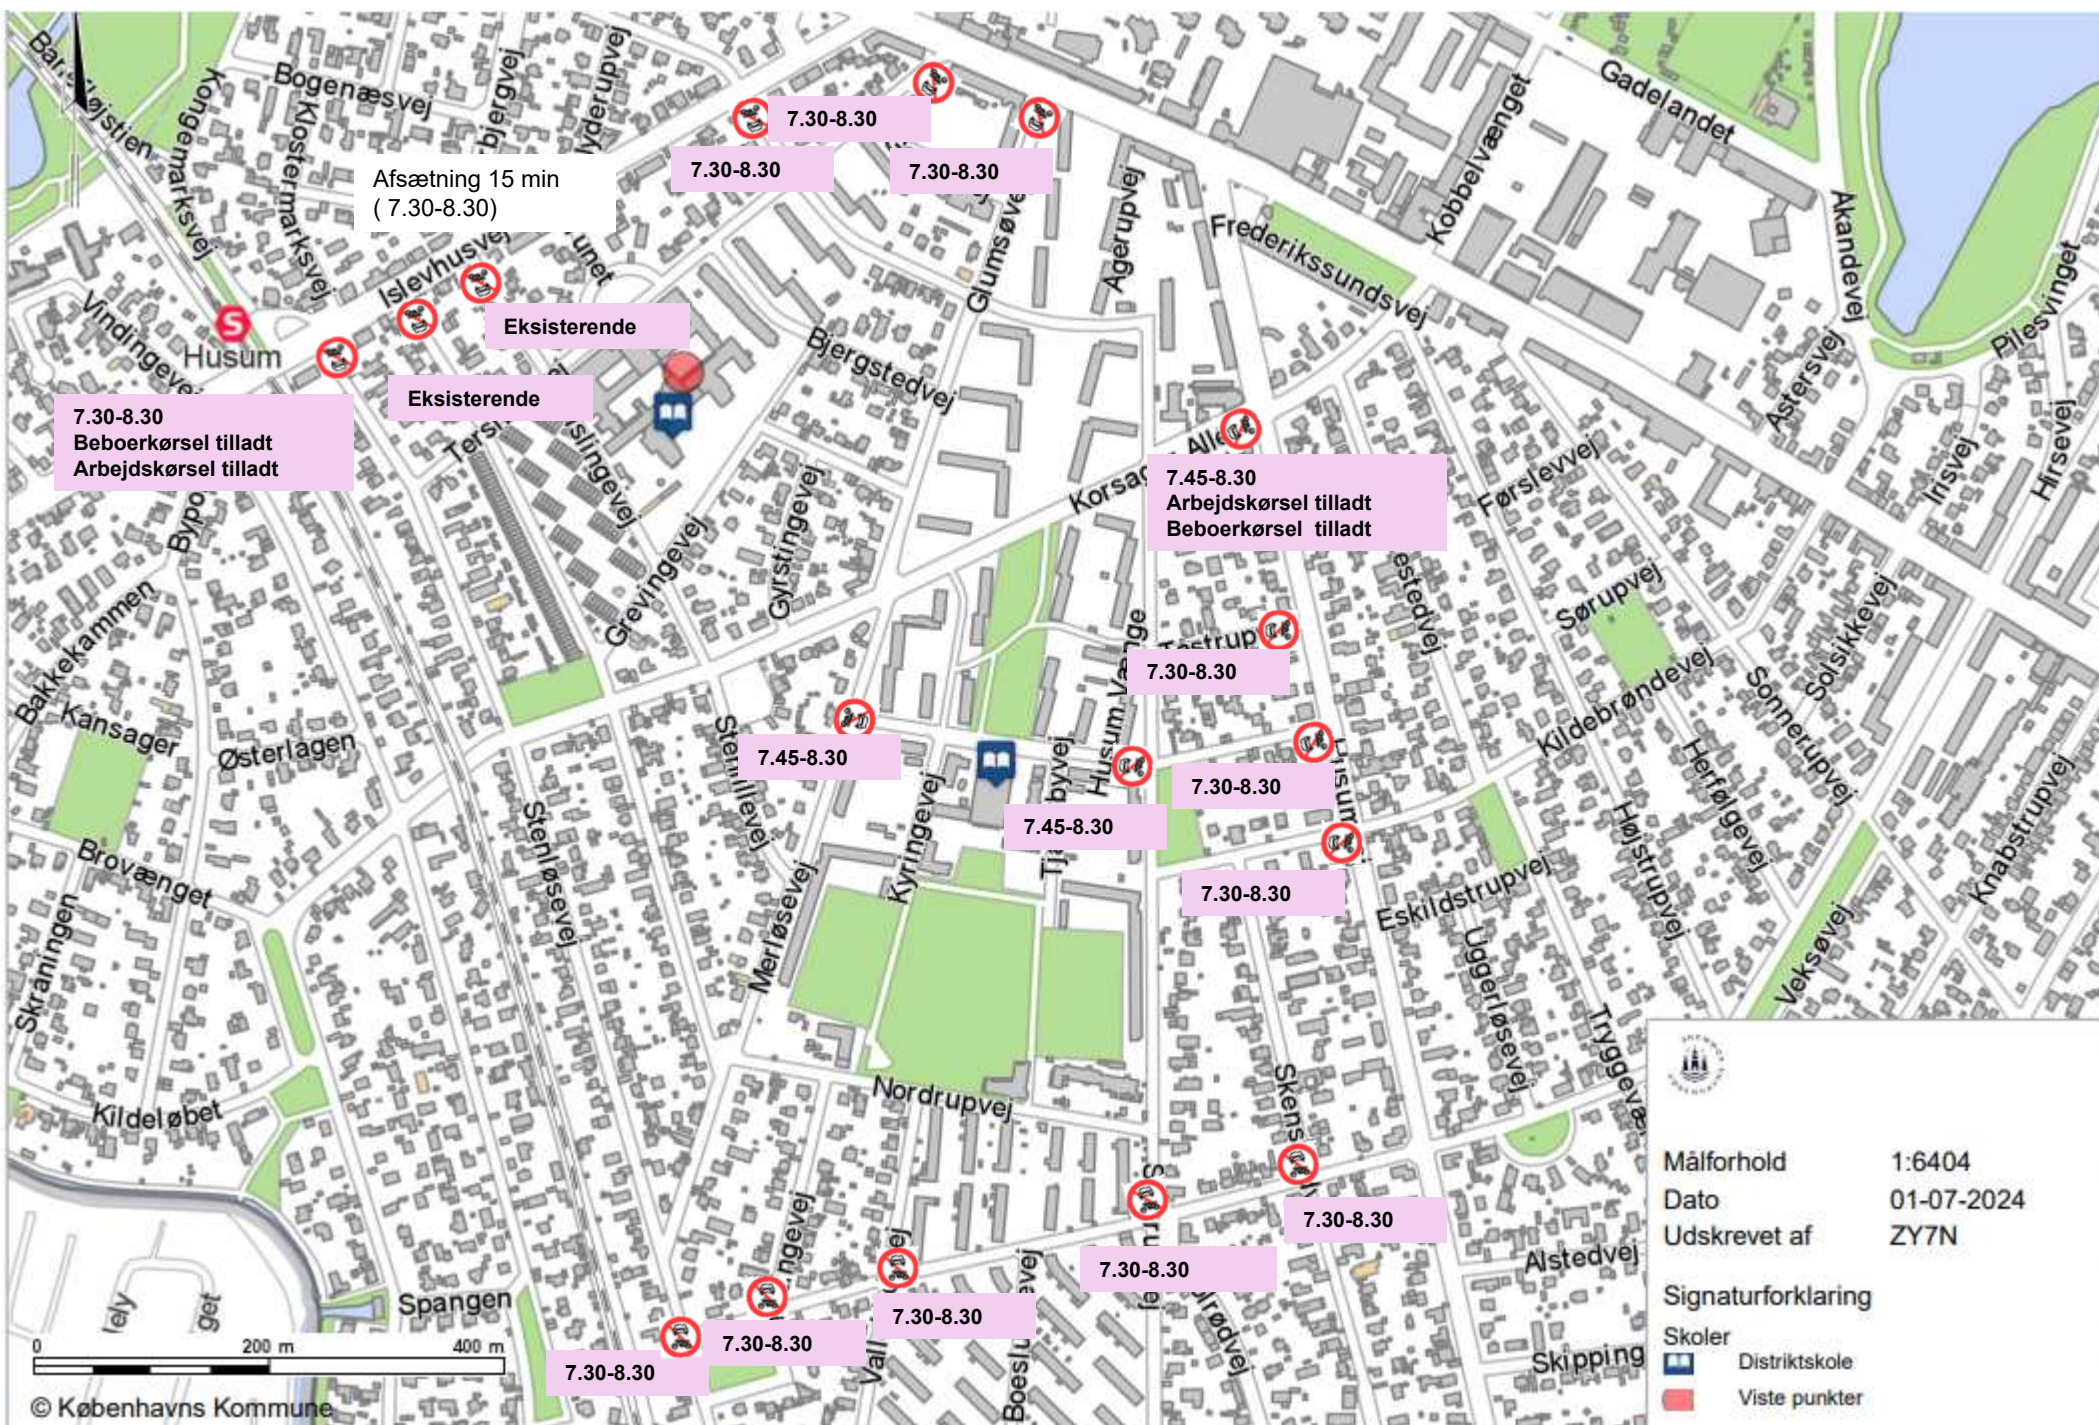 Bogenæsvej
Kongemarksvej
Klostermarksvej
Afsætning 15 min
( 7.30-8.30)
7.30-8.30
7.30-8.30
7.30-8.30
Gadelandet
Kobbelvænget
Agerupvej
Frederikssundsvej
Åkandevej
Pilesvinget
Astersvej
Irisvej
Hirsevej
Islevhusvej
Vindingevej
Husum
Eksisterende
Eksisterende
7.30-8.30
Beboerkørsel tilladt
Arbejdskørsel tilladt
Bjergstedvej
Gyrstingevej
Grevingevej
7.45-8.30
Arbejdskørsel tilladt
Beboerkørsel tilladt
Førslevvej
Sørupvej
Solsikkevej
Kildebrøndevej
Sonnerupvej
Herfølgevej
Højstrupvej
Knabstrupvej
Veksøvej
Bakkekammen
Kansager
Østerlagen
Brovænget
Skråningen
Kildeløbet
Stenløsevej
Husum Vænge
7.30-8.30
7.45-8.30
7.30-8.30
7.45-8.30
7.30-8.30
Merløsevej
Kyringevej
Eskildstrupvej
Uggerløsevej
Nordrupvej
7.30-8.30
7.30-8.30
7.30-8.30
7.30-8.30
7.30-8.30
Alstedvej
Skipping
Spangen
0 200 m 400 m
© Københavns Kommune
Målforhold 1:6404
Dato 01-07-2024
Udskrevet af ZY7N
Signaturforklaring
Skoler
Distriktskole
Viste punkter